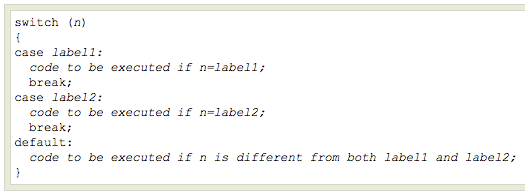 switch (n)
{
case label1:
  code to be executed if n=label1;
  break;
case label2:
  code to be executed if n=label2;
  break;
default:
  code to be executed if n is different from both label1 and label2;
}